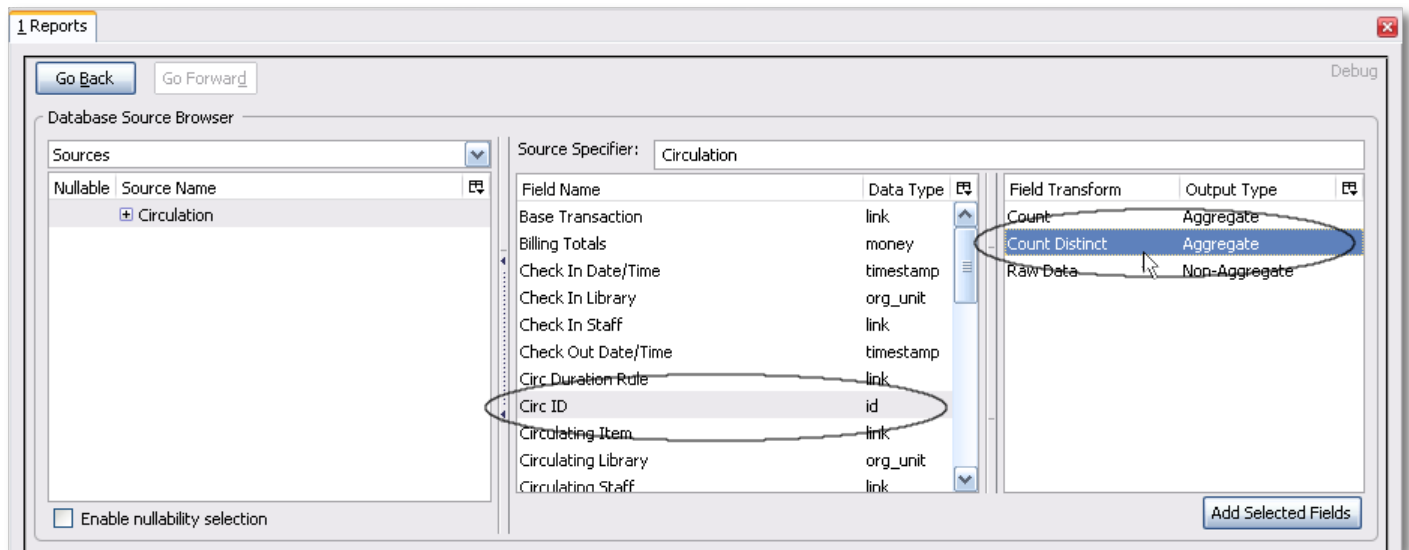 1 Reports
Go Back Go Forward Debug
Database Source Browser
Sources
Nullable Source Name
Circulation
Source Specifier: Circulation
Field Name Data Type
Base Transaction link
Billing Totals money
Check In Date/Time timestamp
Check In Library org_unit
Check In Staff link
Check Out Date/Time timestamp
Circ Duration Rule link
Circ ID id
Circulating Item link
Circulating Library org_unit
Circulating Staff link
Field Transform Output Type
Count Aggregate
Count Distinct Aggregate
Raw Data Non-Aggregate
Enable nullability selection
Add Selected Fields